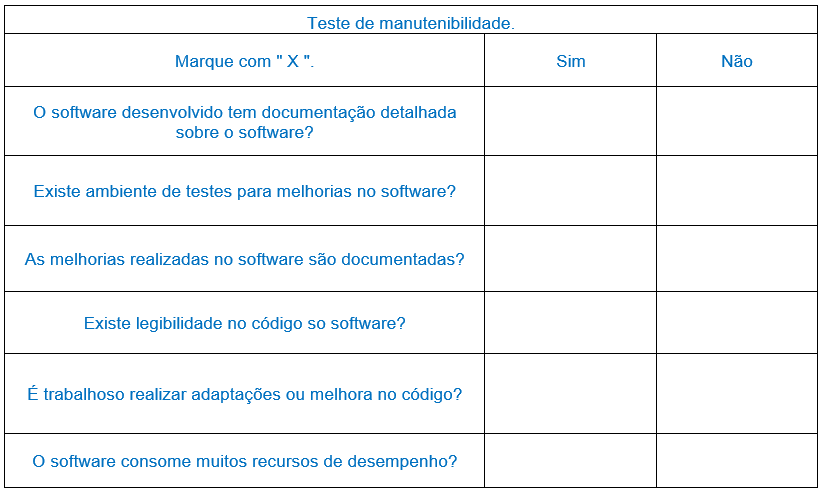 Teste de manutenibilidade.
Marque com " X ".
Sim
Não
O software desenvolvido tem documentação detalhada
sobre o software?
Existe ambiente de testes para melhorias no software?
As melhorias realizadas no software são documentadas?
Existe legibilidade no código so software?
É trabalhoso realizar adaptações ou melhora no código?
O software consome muitos recursos de desempenho?